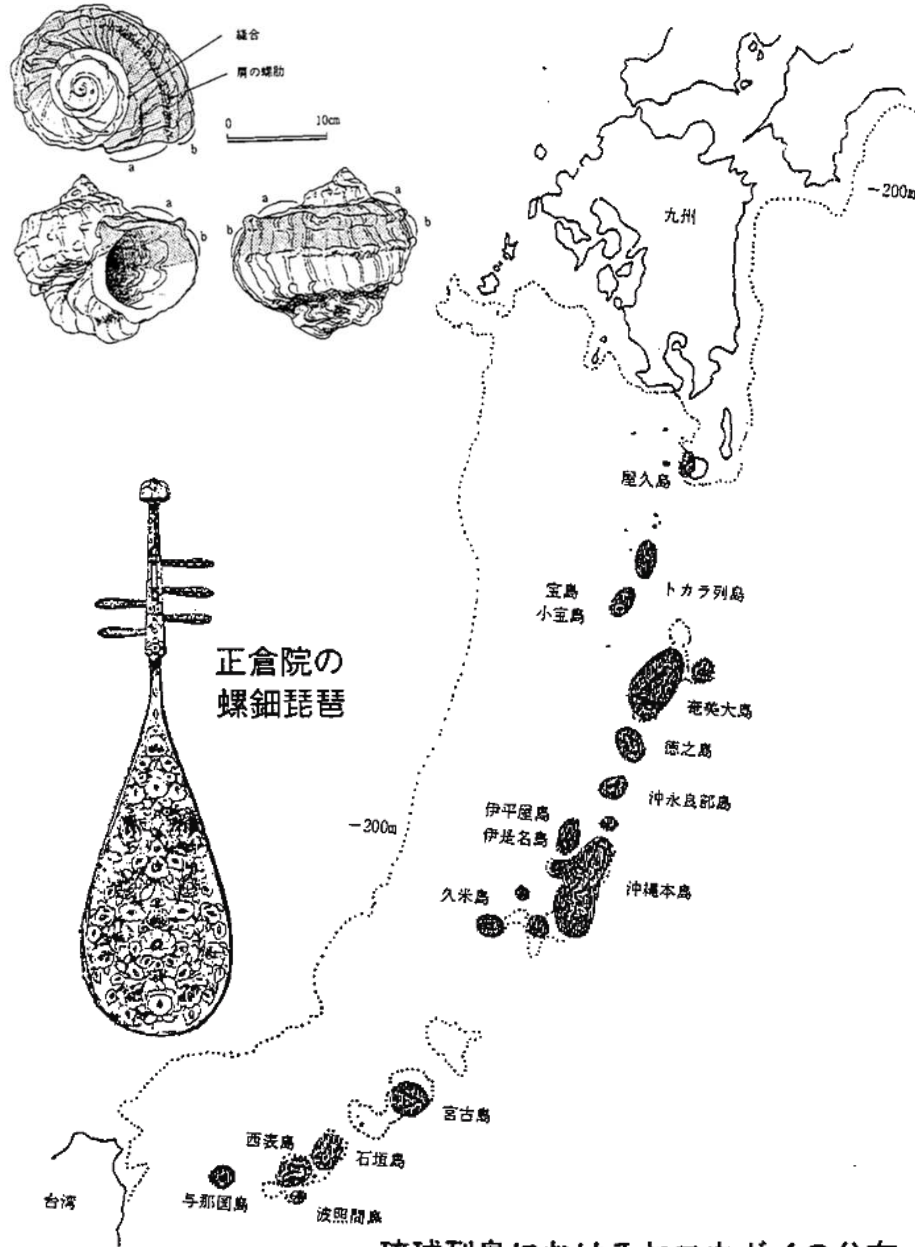 縫合
肩の螺肋
0 10cm
a
b
a
b
a
a
b
b
九州
−200m
屋久島
トカラ列島
宝島
小宝島
奄美大島
徳之島
沖永良部島
伊平屋島
伊是名島
沖縄本島
久米島
正倉院の
螺鈿琵琶
−200m
宮古島
石垣島
西表島
波照間島
与那国島
台湾